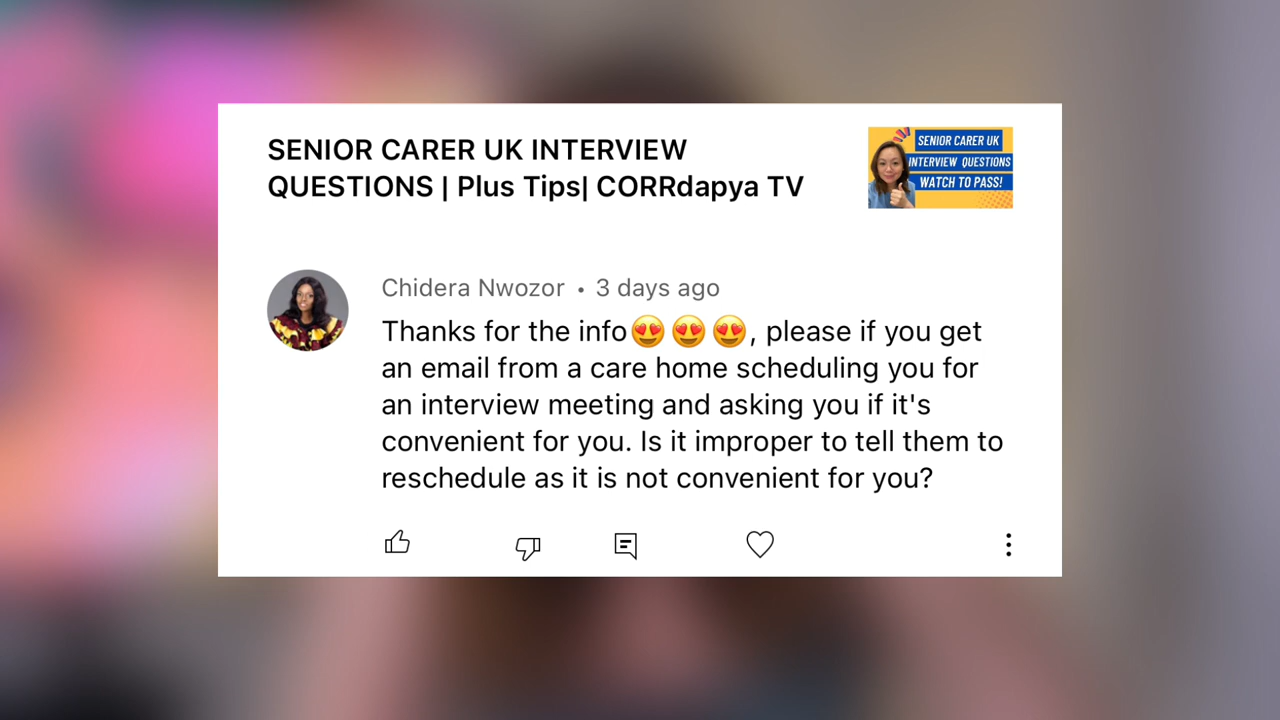 SENIOR CARER UK INTERVIEW
QUESTIONS | Plus Tips| CORRdapya TV
SENIOR CARER UK
INTERVIEW QUESTIONS
WATCH TO PASS!
Chidera Nwozor • 3 days ago
Thanks for the info😍😍😍, please if you get
an email from a care home scheduling you for
an interview meeting and asking you if it's
convenient for you. Is it improper to tell them to
reschedule as it is not convenient for you?